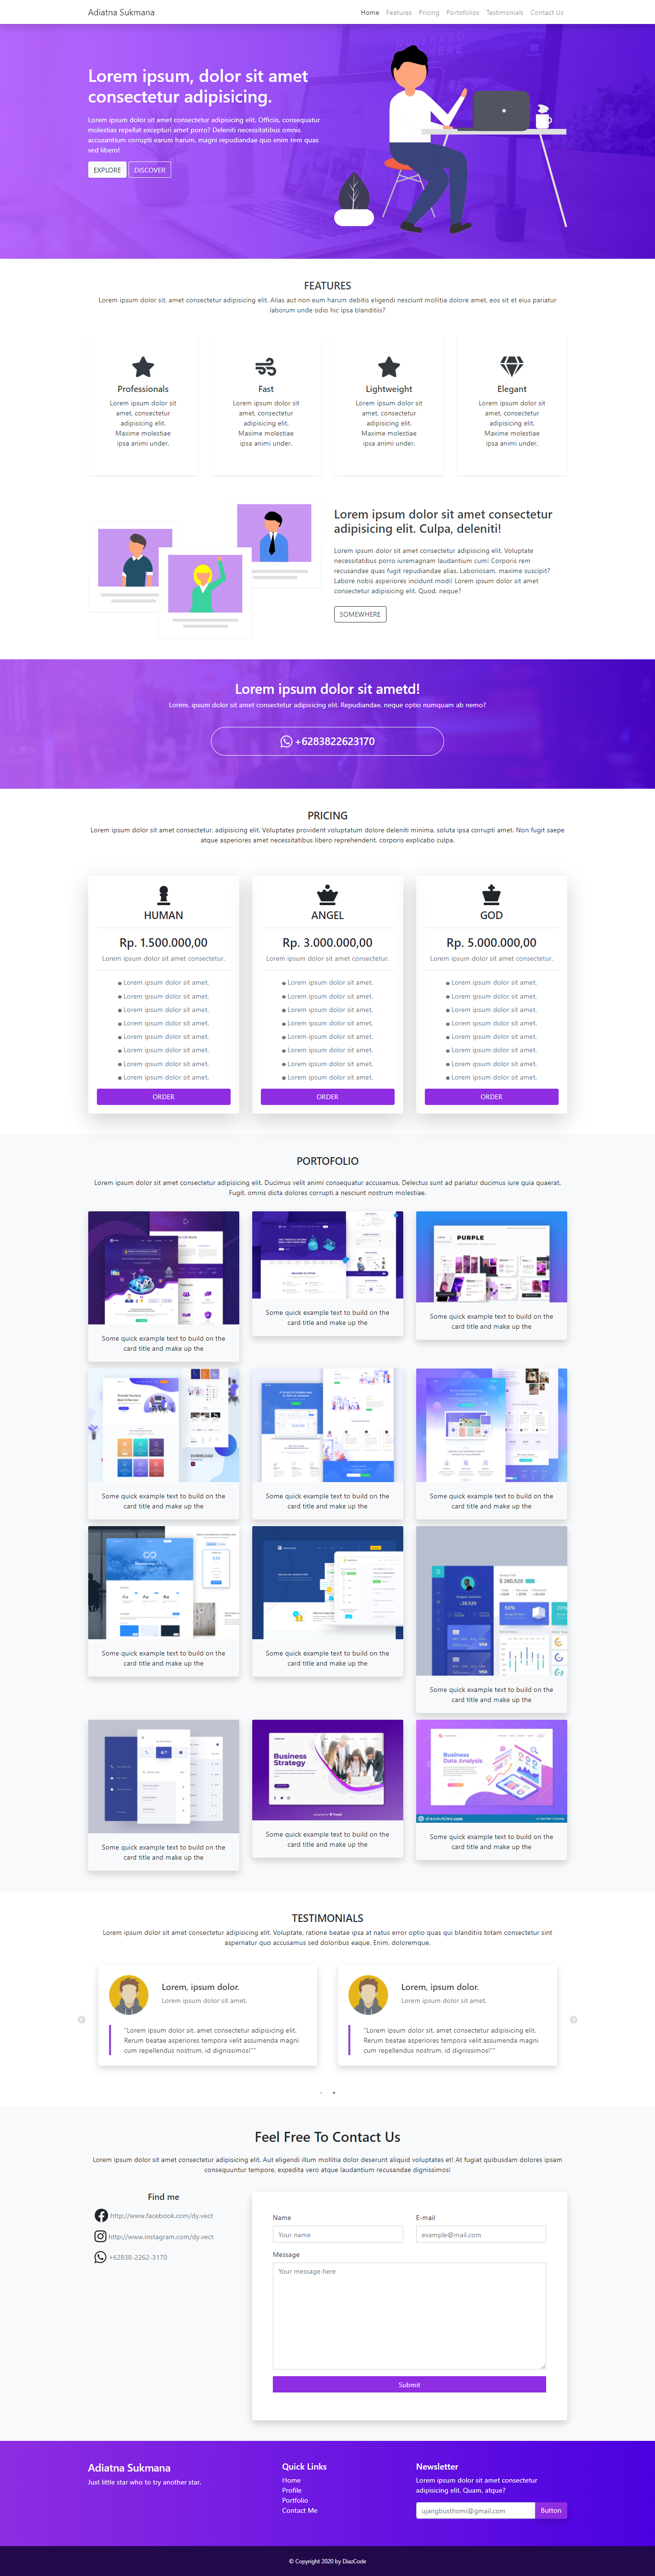 Adiatna Sukmana
Home Features Pricing Portofolios Testimonials Contact Us
Lorem ipsum, dolor sit amet
consectetur adipisicing.
Lorem ipsum dolor sit amet consectetur adipisicing elit. Officiis, consequatur
molestias repellat excepturi amet porro? Deleniti necessitatibus omnis
accusantium corrupti earum harum, magni repudiandae quo enim rem quas
sed libero!
EXPLORE DISCOVER
FEATURES
Lorem ipsum dolor sit, amet consectetur adipisicing elit. Alias aut non eum harum debitis eligendi nesciunt mollitia dolore amet, eos sit et eius pariatur
laborum unde odio hic ipsa blanditiis?
Professionals
Lorem ipsum dolor sit
amet, consectetur
adipisicing elit.
Maxime molestiae
ipsa animi under.
Fast
Lorem ipsum dolor sit
amet, consectetur
adipisicing elit.
Maxime molestiae
ipsa animi under.
Lightweight
Lorem ipsum dolor sit
amet, consectetur
adipisicing elit.
Maxime molestiae
ipsa animi under.
Elegant
Lorem ipsum dolor sit
amet, consectetur
adipisicing elit.
Maxime molestiae
ipsa animi under.
Lorem ipsum dolor sit amet consectetur
adipisicing elit. Culpa, deleniti!
Lorem ipsum dolor sit amet consectetur adipisicing elit. Voluptate
necessitatibus porro iuremagnam laudantium cum! Corporis rem
recusandae quas fugit repudiandae alias. Laboriosam, maxime suscipit?
Labore nobis asperiores incidunt modi! Lorem ipsum dolor sit amet
consectetur adipisicing elit. Quod, neque?
SOMEWHERE
Lorem ipsum dolor sit ametd!
Lorem, ipsum dolor sit amet consectetur adipisicing elit. Repudiandae, neque optio numquam ab nemo?
+6283822623170
PRICING
Lorem ipsum dolor sit amet consectetur, adipisicing elit. Voluptates provident voluptatum dolore deleniti minima, soluta ipsa corrupti amet. Non fugit saepe
atque asperiores amet necessitatibus libero reprehenderit, corporis explicabo culpa.
HUMAN
Rp. 1.500.000,00
Lorem ipsum dolor sit amet consectetur.
Lorem ipsum dolor sit amet.
Lorem ipsum dolor sit amet.
Lorem ipsum dolor sit amet.
Lorem ipsum dolor sit amet.
Lorem ipsum dolor sit amet.
Lorem ipsum dolor sit amet.
Lorem ipsum dolor sit amet.
Lorem ipsum dolor sit amet.
ORDER
ANGEL
Rp. 3.000.000,00
Lorem ipsum dolor sit amet consectetur.
Lorem ipsum dolor sit amet.
Lorem ipsum dolor sit amet.
Lorem ipsum dolor sit amet.
Lorem ipsum dolor sit amet.
Lorem ipsum dolor sit amet.
Lorem ipsum dolor sit amet.
Lorem ipsum dolor sit amet.
Lorem ipsum dolor sit amet.
ORDER
GOD
Rp. 5.000.000,00
Lorem ipsum dolor sit amet consectetur.
Lorem ipsum dolor sit amet.
Lorem ipsum dolor sit amet.
Lorem ipsum dolor sit amet.
Lorem ipsum dolor sit amet.
Lorem ipsum dolor sit amet.
Lorem ipsum dolor sit amet.
Lorem ipsum dolor sit amet.
Lorem ipsum dolor sit amet.
ORDER
PORTOFOLIO
Lorem ipsum dolor sit amet consectetur adipisicing elit. Ducimus velit animi consequatur accusamus. Delectus sunt ad pariatur ducimus iure quia quaerat.
Fugit, omnis dicta dolores corrupti a nesciunt nostrum molestiae.
Some quick example text to build on the
card title and make up the
Some quick example text to build on the
card title and make up the
PURPLE
Some quick example text to build on the
card title and make up the
DOWNLOAD
Some quick example text to build on the
card title and make up the
Some quick example text to build on the
card title and make up the
Some quick example text to build on the
card title and make up the
Some quick example text to build on the
card title and make up the
Some quick example text to build on the
card title and make up the
$ 280,520
Some quick example text to build on the
card title and make up the
Some quick example text to build on the
card title and make up the
Business
Strategy
Some quick example text to build on the
card title and make up the
Business
Data Analysis
Some quick example text to build on the
card title and make up the
TESTIMONIALS
Lorem ipsum dolor sit amet consectetur adipisicing elit. Voluptate, ratione beatae ipsa at natus error optio quas qui blanditiis totam consectetur sint
aspernatur quo accusamus sed doloribus eaque. Enim, doloremque.
Lorem, ipsum dolor.
Lorem ipsum dolor sit amet.
"Lorem ipsum dolor sit, amet consectetur adipisicing elit.
Rerum beatae asperiores tempora velit assumenda magni
cum repellendus nostrum, id dignissimos!""
Lorem, ipsum dolor.
Lorem ipsum dolor sit amet.
"Lorem ipsum dolor sit, amet consectetur adipisicing elit.
Rerum beatae asperiores tempora velit assumenda magni
cum repellendus nostrum, id dignissimos!""
Feel Free To Contact Us
Lorem ipsum dolor sit amet consectetur adipisicing elit. Aut eligendi illum mollitia dolor deserunt aliquid voluptates et! At fugiat quibusdam dolores ipsam
consequuntur tempore, expedita vero atque laudantium recusandae dignissimos!
Find me
http://www.facebook.com/dy.vect
http://www.instagram.com/dy.vect
+62838-2262-3170
Name E-mail
Your name example@mail.com
Message
Your message here
Submit
Adiatna Sukmana
Just little star who to try another star.
Quick Links
Home
Profile
Portfolio
Contact Me
Newsletter
Lorem ipsum dolor sit amet consectetur
adipisicing elit. Quam, atque?
ujangbusthomi@gmail.com Button
© Copyright 2020 by DiazCode